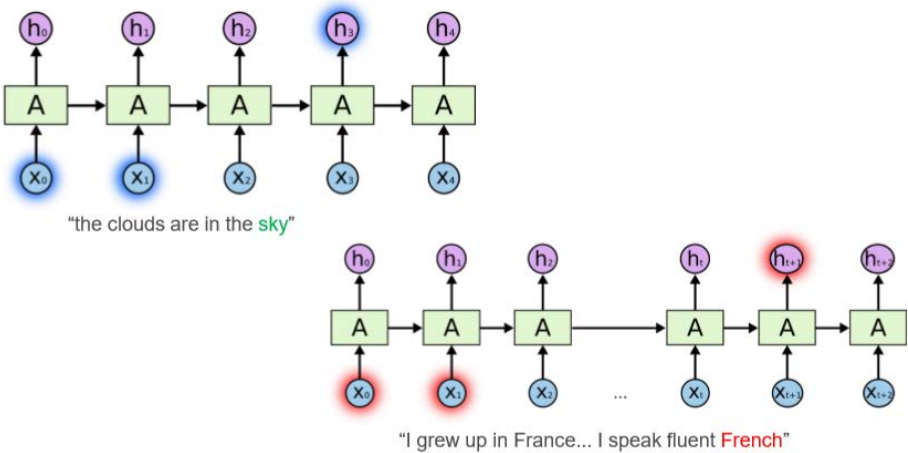 h₀ h₁ h₂ h₃ h₄
A A A A A
X₀ X₁ X₂ X₃ X₄
“the clouds are in the sky”
h₀ h₁ h₂ hₜ hₜ₊₁ hₜ₊₂
A A A A A A
X₀ X₁ X₂ ... Xₜ Xₜ₊₁ Xₜ₊₂
“I grew up in France... I speak fluent French”